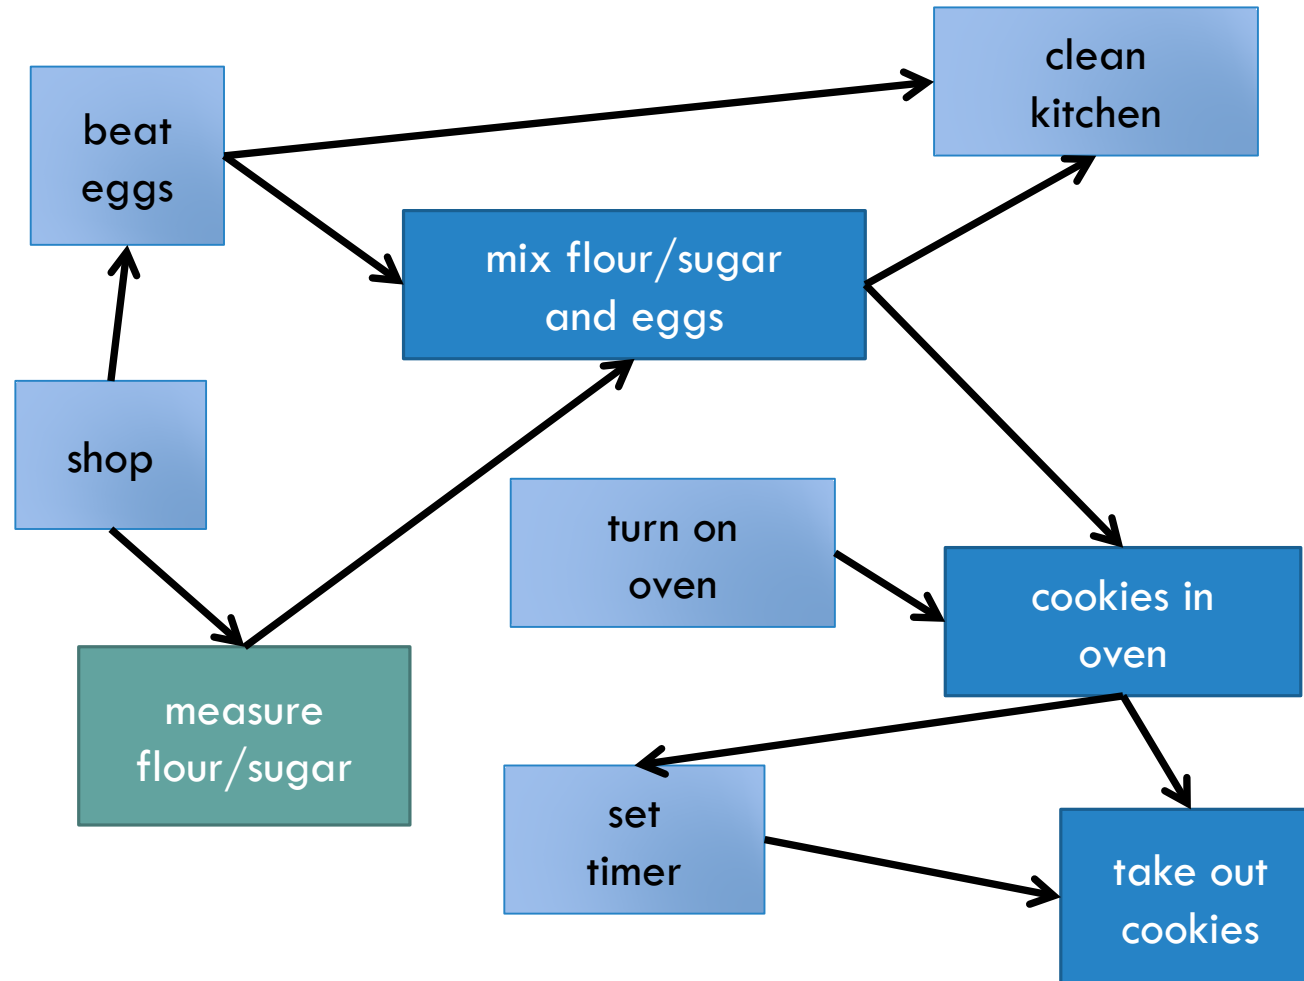 clean
kitchen
beat
eggs
mix flour/sugar
and eggs
shop
turn on
oven
cookies in
oven
measure
flour/sugar
set
timer
take out
cookies